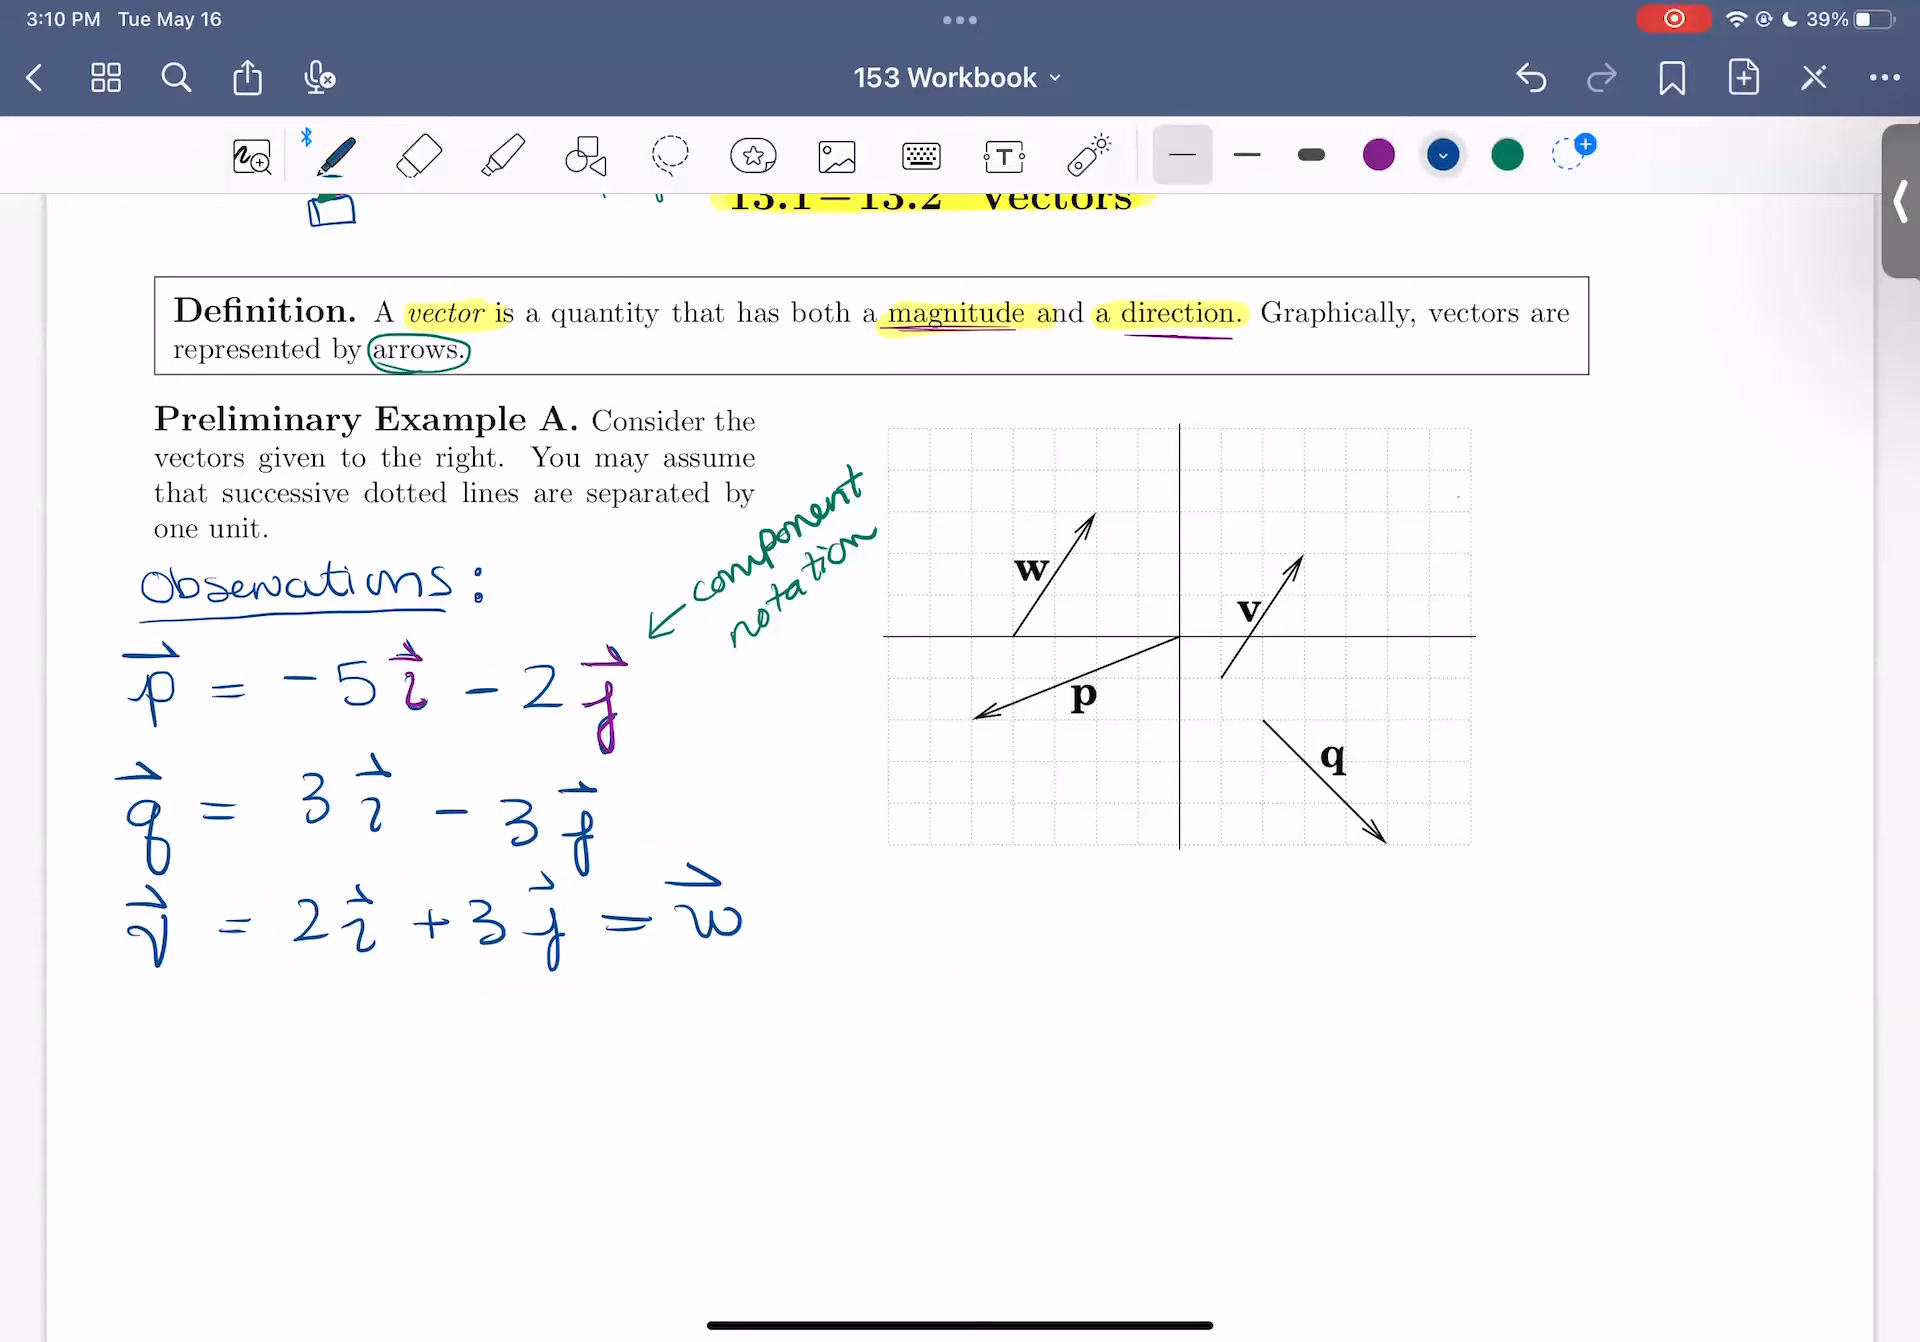 3:10 PM Tue May 16
39%
153 Workbook
T
13.1–13.2 Vectors
Definition. A vector is a quantity that has both a magnitude and a direction. Graphically, vectors are
represented by arrows.
Preliminary Example A. Consider the
vectors given to the right. You may assume
that successive dotted lines are separated by
one unit.
component
notation
Observations:
p⃗ = -5 i⃗ - 2 j⃗
q⃗ = 3 i⃗ - 3 j⃗
v⃗ = 2 i⃗ + 3 j⃗ = w⃗
w
v
p
q